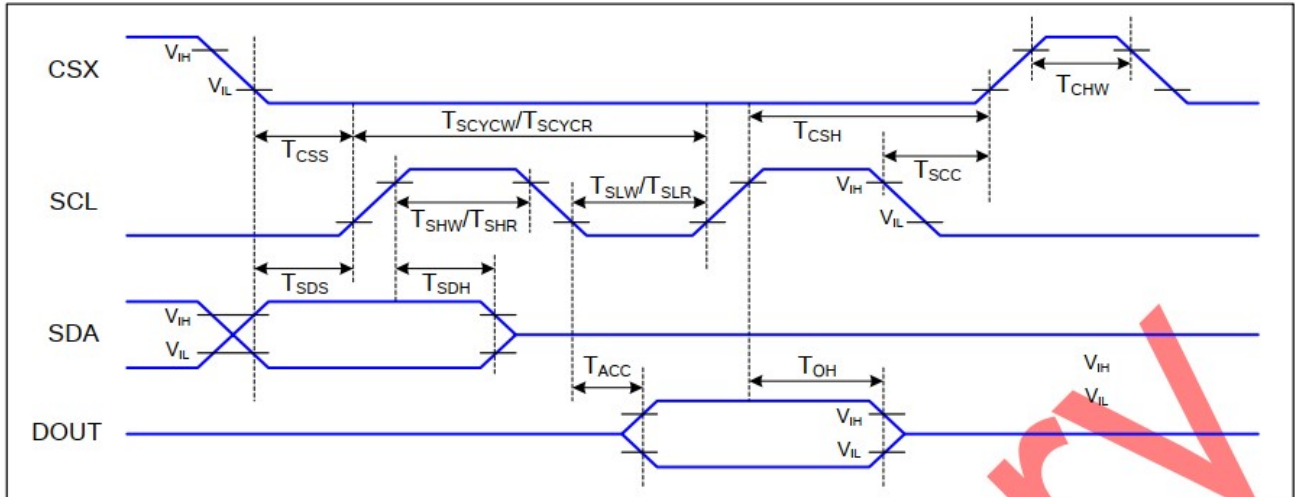 CSX
VIH
VIL
TCHW
TCSS
TSCYCW/TSCYCR
TCSH
TSCC
SCL
TSHW/TSHR
TSLW/TSLR
VIH
VIL
TSDS
TSDH
SDA
VIH
VIL
TACC
TOH
VIH
VIL
DOUT
VIH
VIL
ry